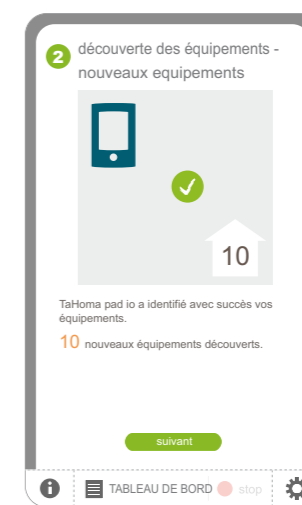 2
découverte des équipements -
nouveaux equipements
10
TaHoma pad io a identifié avec succès vos
équipements.
10 nouveaux équipements découverts.
suivant
i TABLEAU DE BORD stop